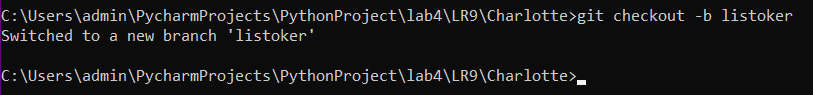 C:\Users\admin\PycharmProjects\PythonProject\lab4\LR9\Charlotte>git checkout -b listoker
Switched to a new branch 'listoker'
C:\Users\admin\PycharmProjects\PythonProject\lab4\LR9\Charlotte>